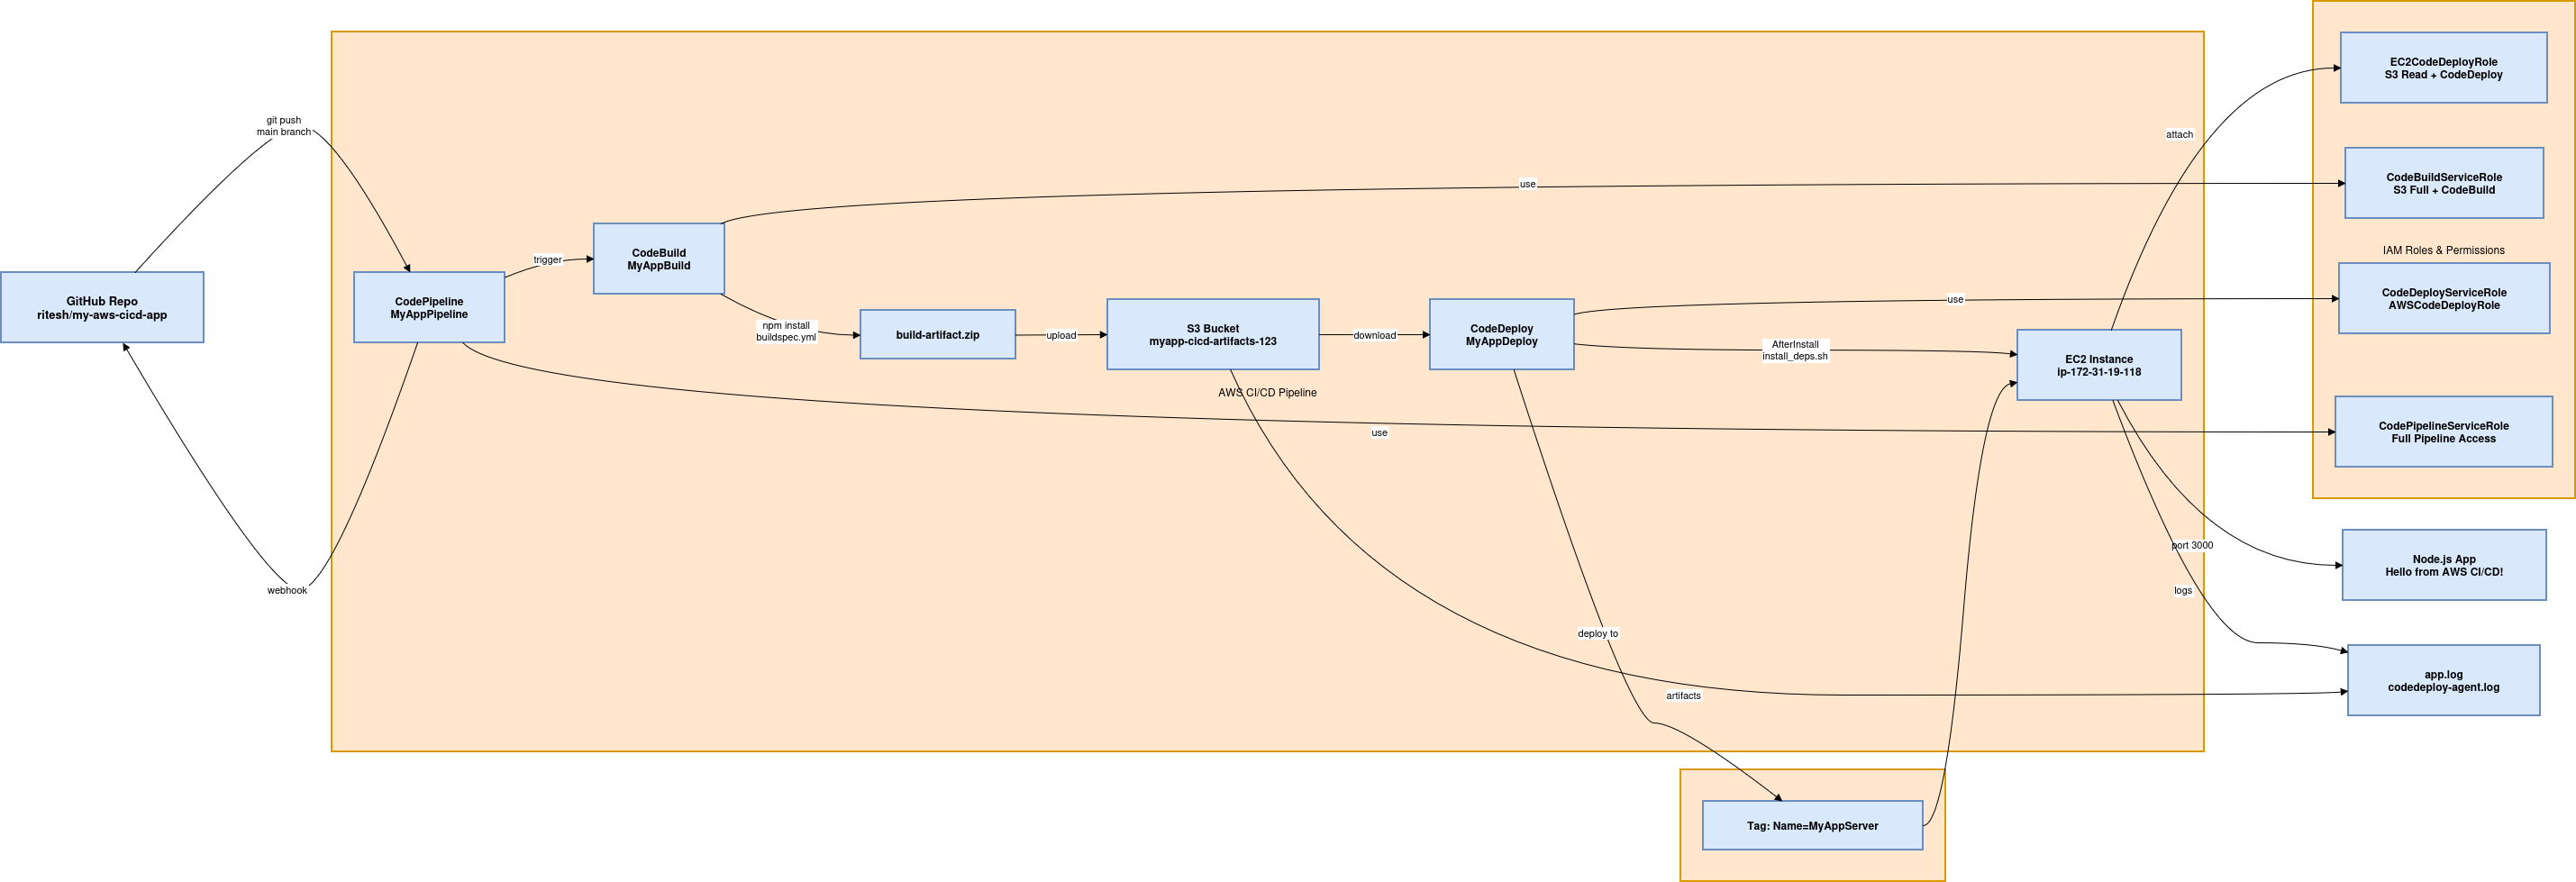 GitHub Repo
ritesh/my-aws-cicd-app
git push
main branch
webhook
CodePipeline
MyAppPipeline
trigger
CodeBuild
MyAppBuild
npm install
buildspec.yml
build-artifact.zip
upload
S3 Bucket
myapp-cicd-artifacts-123
AWS CI/CD Pipeline
download
CodeDeploy
MyAppDeploy
use
use
use
AfterInstall
install_deps.sh
deploy to
artifacts
Tag: Name=MyAppServer
EC2 Instance
ip-172-31-19-118
attach
port 3000
logs
EC2CodeDeployRole
S3 Read + CodeDeploy
CodeBuildServiceRole
S3 Full + CodeBuild
IAM Roles & Permissions
CodeDeployServiceRole
AWSCodeDeployRole
CodePipelineServiceRole
Full Pipeline Access
Node.js App
Hello from AWS CI/CD!
app.log
codedeploy-agent.log